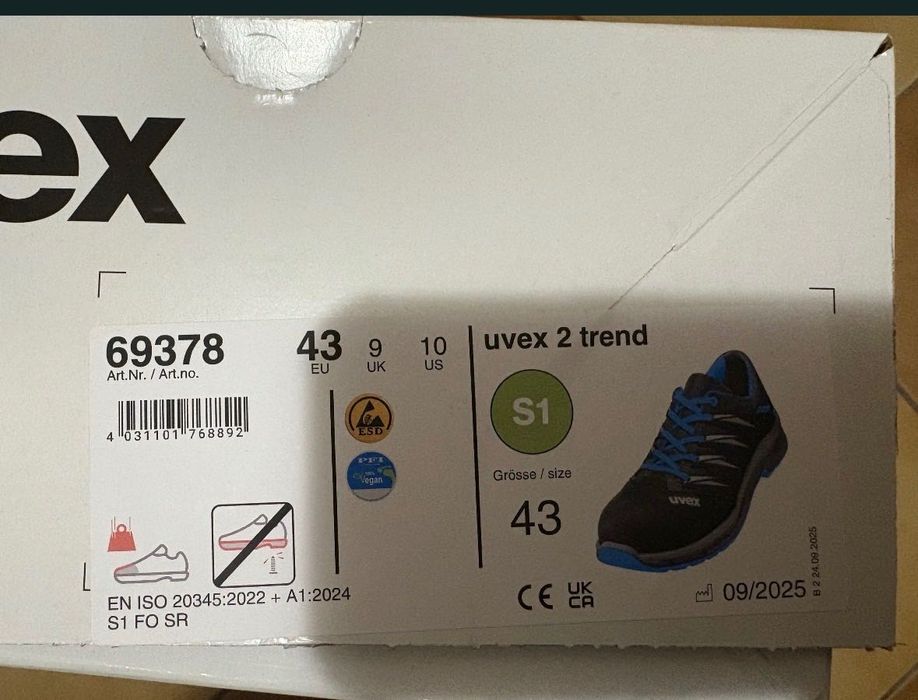 ex
69378
Art.Nr. / Art.no.
43 9 10
EU UK US
4 031101 768892
ESD
PFI
100%
Vegan
EN ISO 20345:2022 + A1:2024
S1 FO SR
uvex 2 trend
S1
Grösse / size
43
uvex
CE UK CA
09/2025
B 2 24.09.2025